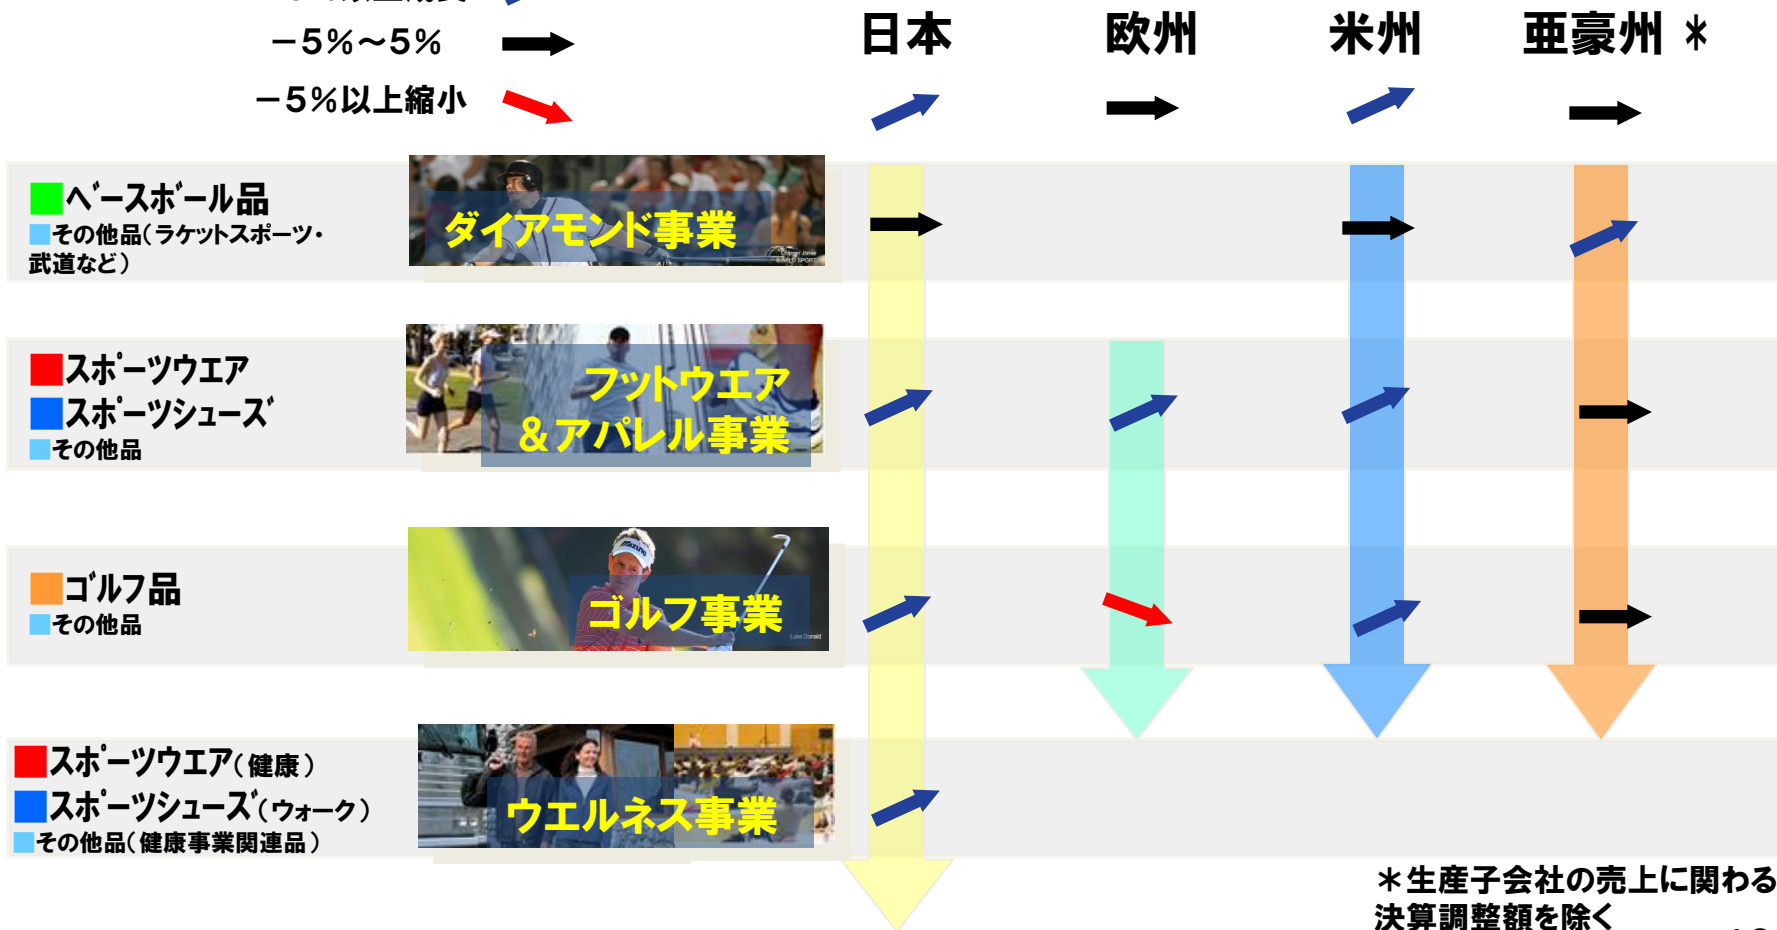 －5％～5％
－5％以上縮小
日本 欧州 米州 亜豪州 ＊
■ベースボール品
■その他品（ラケットスポーツ・
武道など）
ダイアモンド事業
■スポーツウエア
■スポーツシューズ
■その他品
フットウエア
＆アパレル事業
■ゴルフ品
■その他品
Mizuno
ゴルフ事業
Luke Donald
■スポーツウエア（健康）
■スポーツシューズ（ウォーク）
■その他品（健康事業関連品）
ウエルネス事業
＊生産子会社の売上に関わる
決算調整額を除く